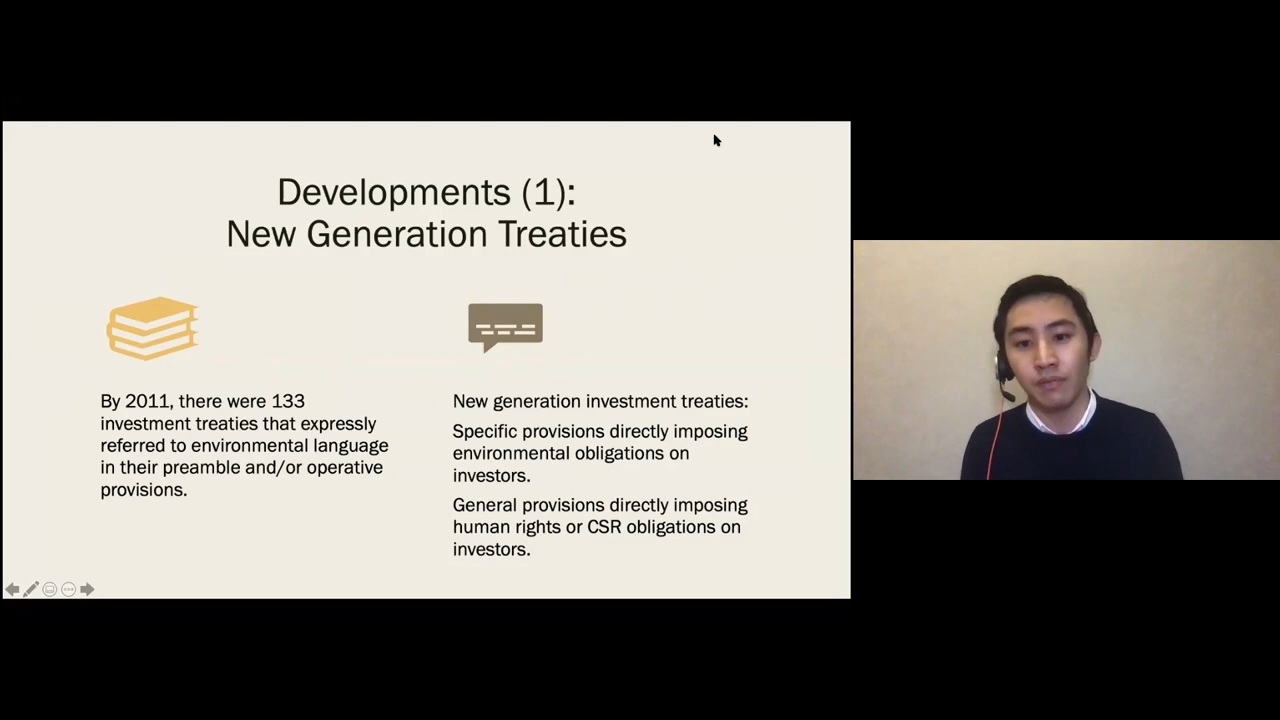 Developments (1):
New Generation Treaties
By 2011, there were 133
investment treaties that expressly
referred to environmental language
in their preamble and/or operative
provisions.
New generation investment treaties:
Specific provisions directly imposing
environmental obligations on
investors.
General provisions directly imposing
human rights or CSR obligations on
investors.